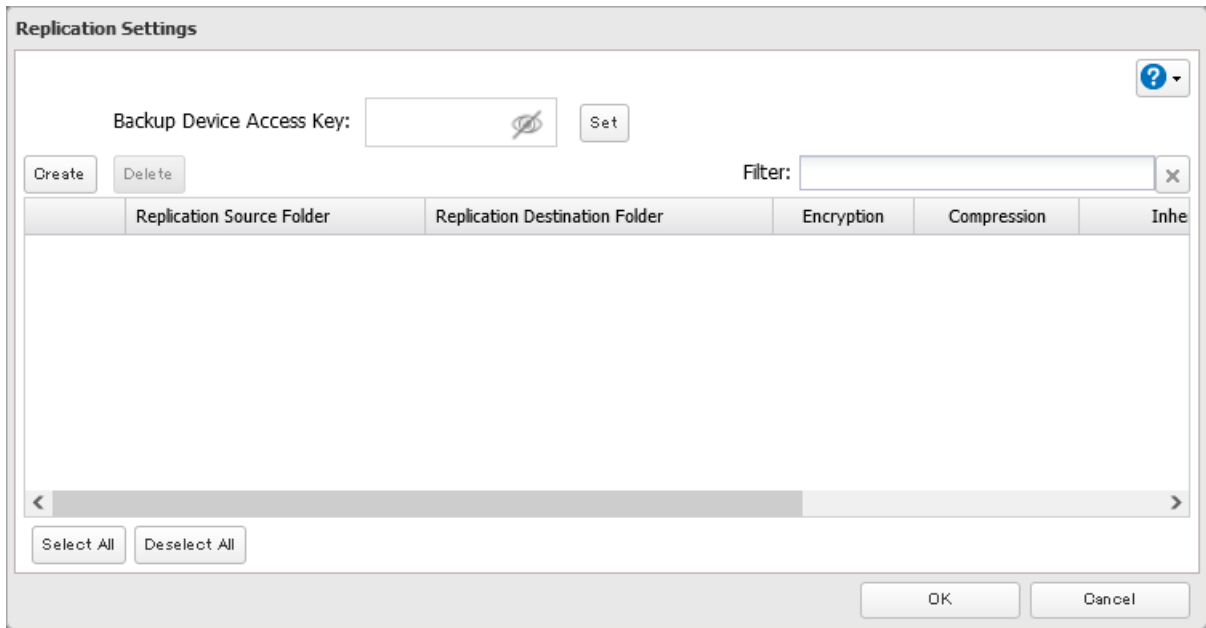 Replication Settings
?
Backup Device Access Key: Set
Create Delete Filter:
Replication Source Folder Replication Destination Folder Encryption Compression Inhe
Select All Deselect All
OK Cancel